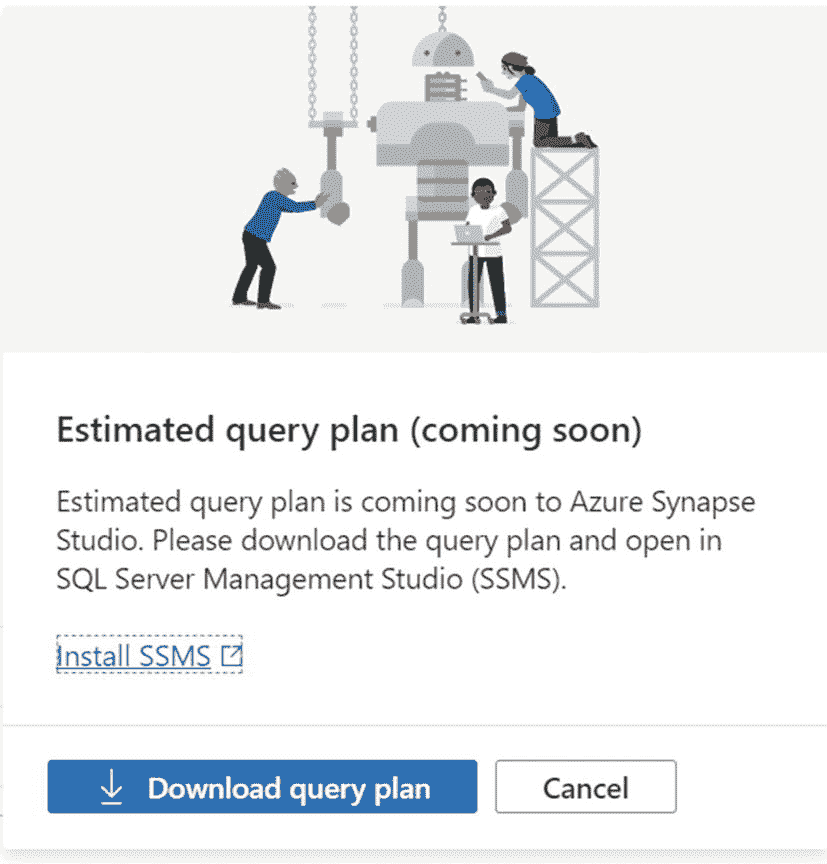 Estimated query plan (coming soon)
Estimated query plan is coming soon to Azure Synapse
Studio. Please download the query plan and open in
SQL Server Management Studio (SSMS).
Install SSMS
Download query plan
Cancel